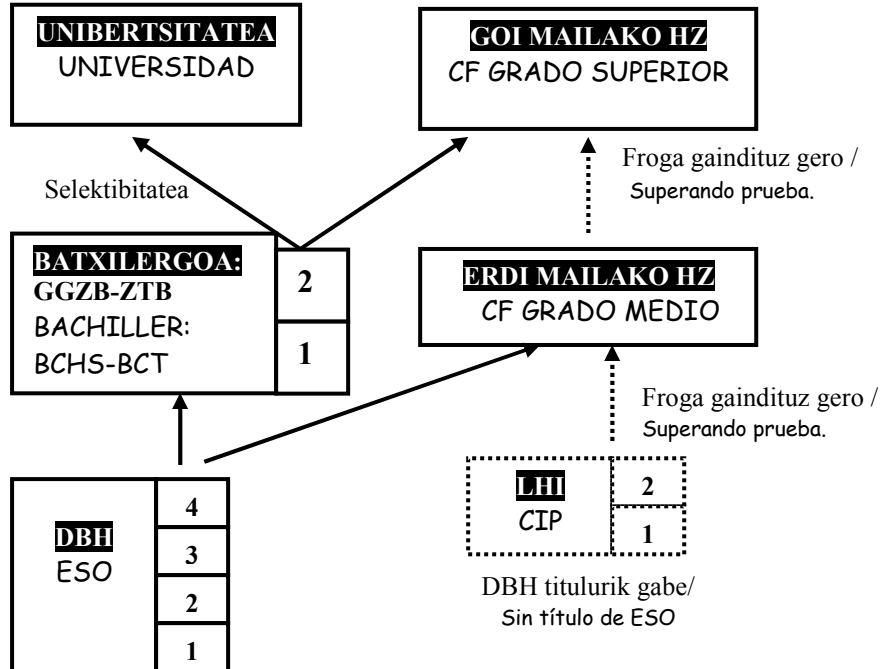 UNIBERTSITATEA
UNIVERSIDAD
GOI MAILAKO HZ
CF GRADO SUPERIOR
Selektibitatea
Froga gaindituz gero /
Superando prueba.
BATXILERGOA:
GGZB-ZTB
BACHILLER:
BCHS-BCT
2
1
ERDI MAILAKO HZ
CF GRADO MEDIO
Froga gaindituz gero /
Superando prueba.
DBH
ESO
4
3
2
1
LHI
CIP
2
1
DBH titulurik gabe/
Sin título de ESO